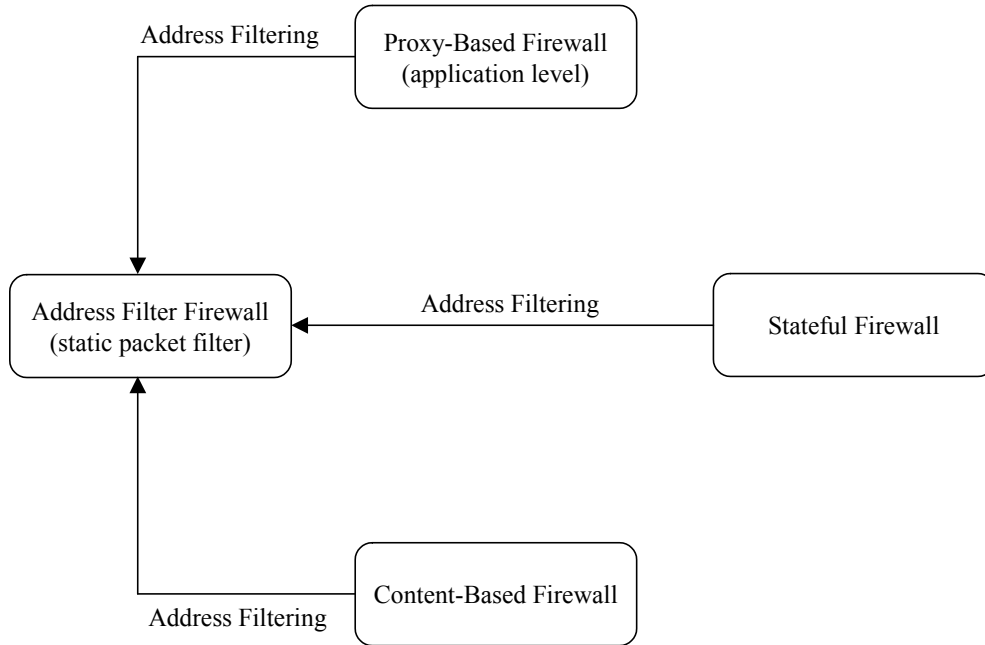 Address Filtering
Proxy-Based Firewall
(application level)
Address Filter Firewall
(static packet filter)
Address Filtering
Stateful Firewall
Content-Based Firewall
Address Filtering